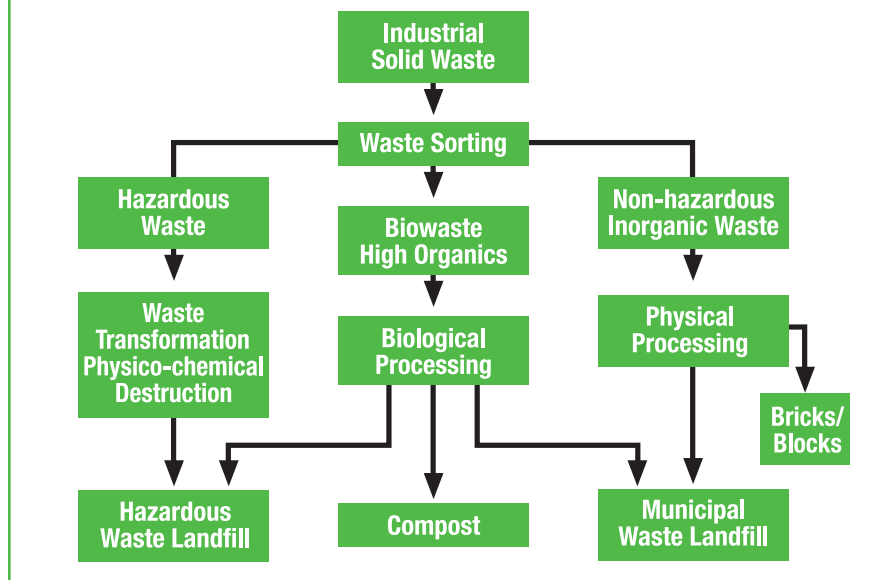 Industrial
Solid Waste
Waste Sorting
Hazardous
Waste
Biowaste
High Organics
Non-hazardous
Inorganic Waste
Waste
Transformation
Physico-chemical
Destruction
Biological
Processing
Physical
Processing
Bricks/
Blocks
Hazardous
Waste Landfill
Compost
Municipal
Waste Landfill